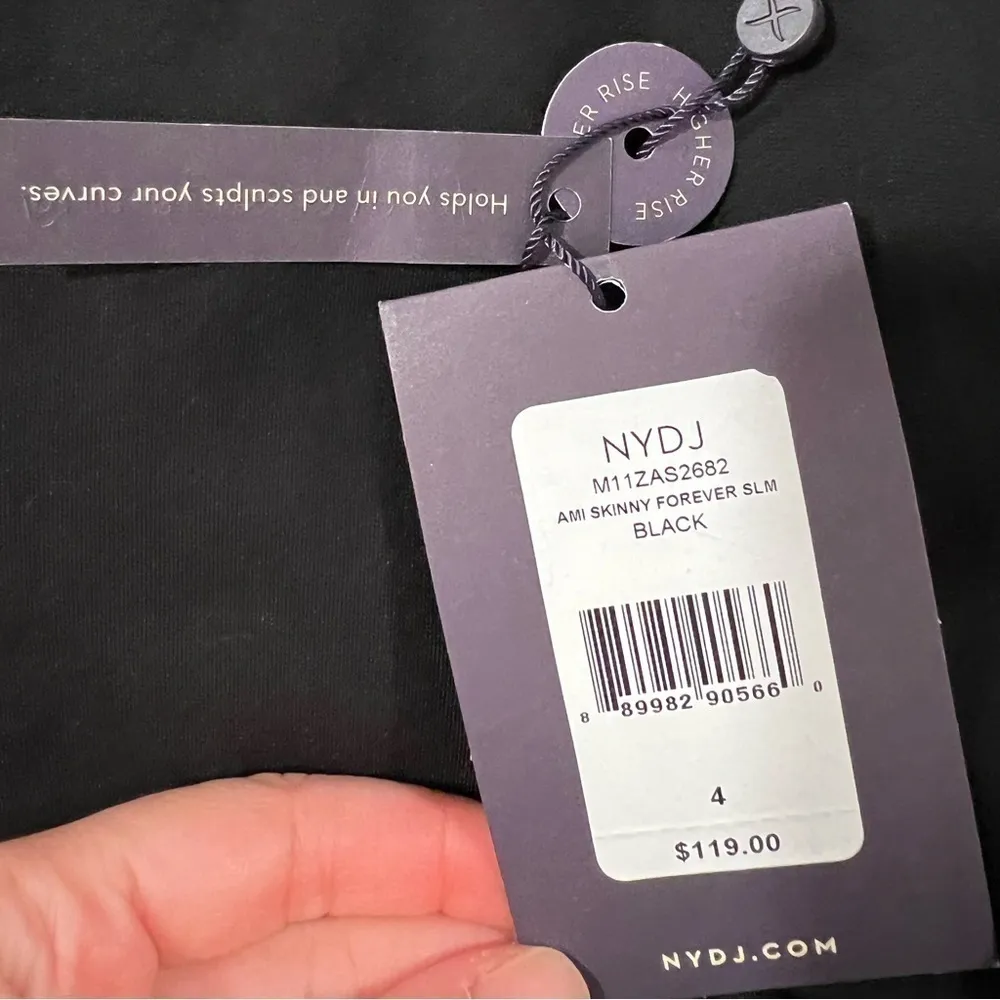 HIGHER RISE
ER RISE
Holds you in and sculpts your curves.
NYDJ
M11ZAS2682
AMI SKINNY FOREVER SLM
BLACK
8 89982 90566 0
4
$119.00
NYDJ.COM